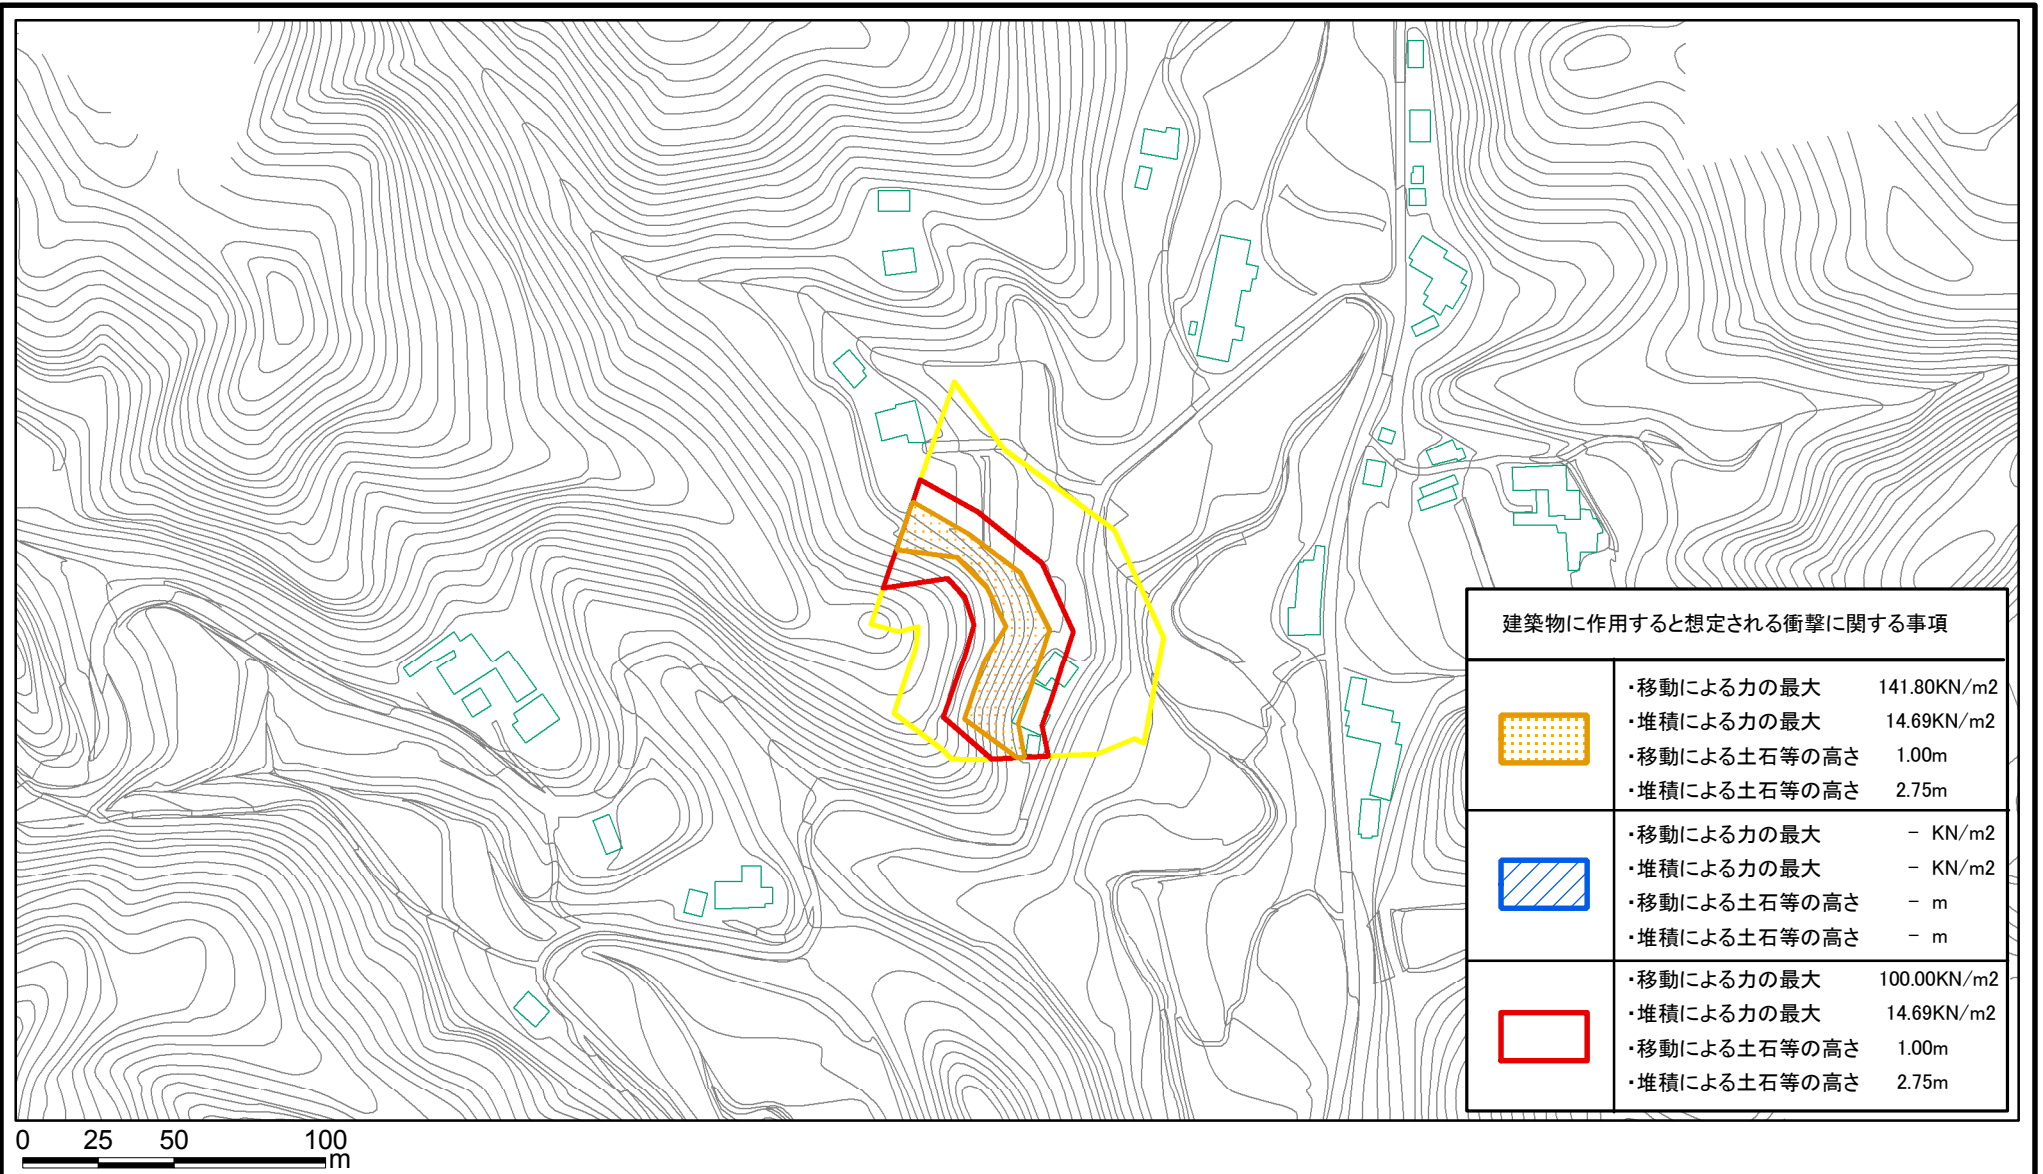 建築物に作用すると想定される衝撃に関する事項
・移動による力の最大 141.80KN/m2
・堆積による力の最大 14.69KN/m2
・移動による土石等の高さ 1.00m
・堆積による土石等の高さ 2.75m
・移動による力の最大 － KN/m2
・堆積による力の最大 － KN/m2
・移動による土石等の高さ － m
・堆積による土石等の高さ － m
・移動による力の最大 100.00KN/m2
・堆積による力の最大 14.69KN/m2
・移動による土石等の高さ 1.00m
・堆積による土石等の高さ 2.75m
0 25 50 100
m